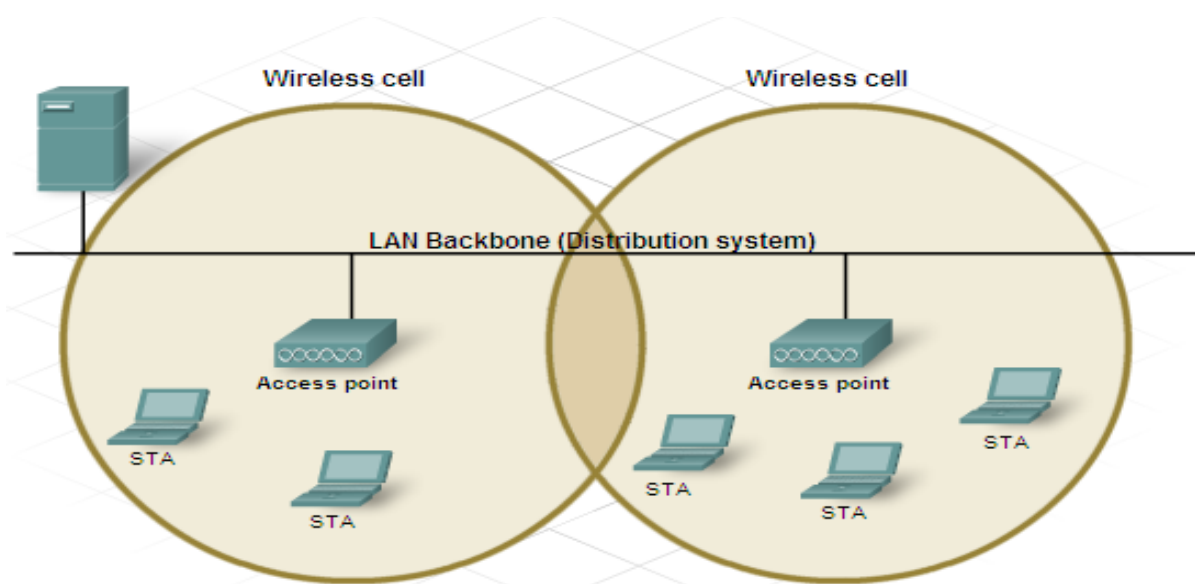 Wireless cell
Wireless cell
LAN Backbone (Distribution system)
Access point
Access point
STA
STA
STA
STA
STA